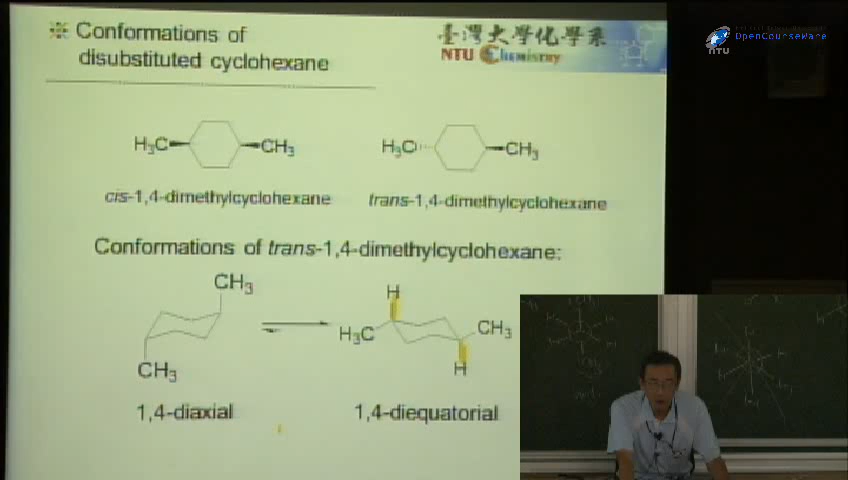 Conformations of
disubstituted cyclohexane
臺灣大學化學系
NTU Chemistry
NTU
OpenCourseWare
H₃C
CH₃
H₃C
CH₃
cis-1,4-dimethylcyclohexane
trans-1,4-dimethylcyclohexane
Conformations of trans-1,4-dimethylcyclohexane:
CH₃
CH₃
H
H₃C
CH₃
H
1,4-diaxial
1,4-diequatorial